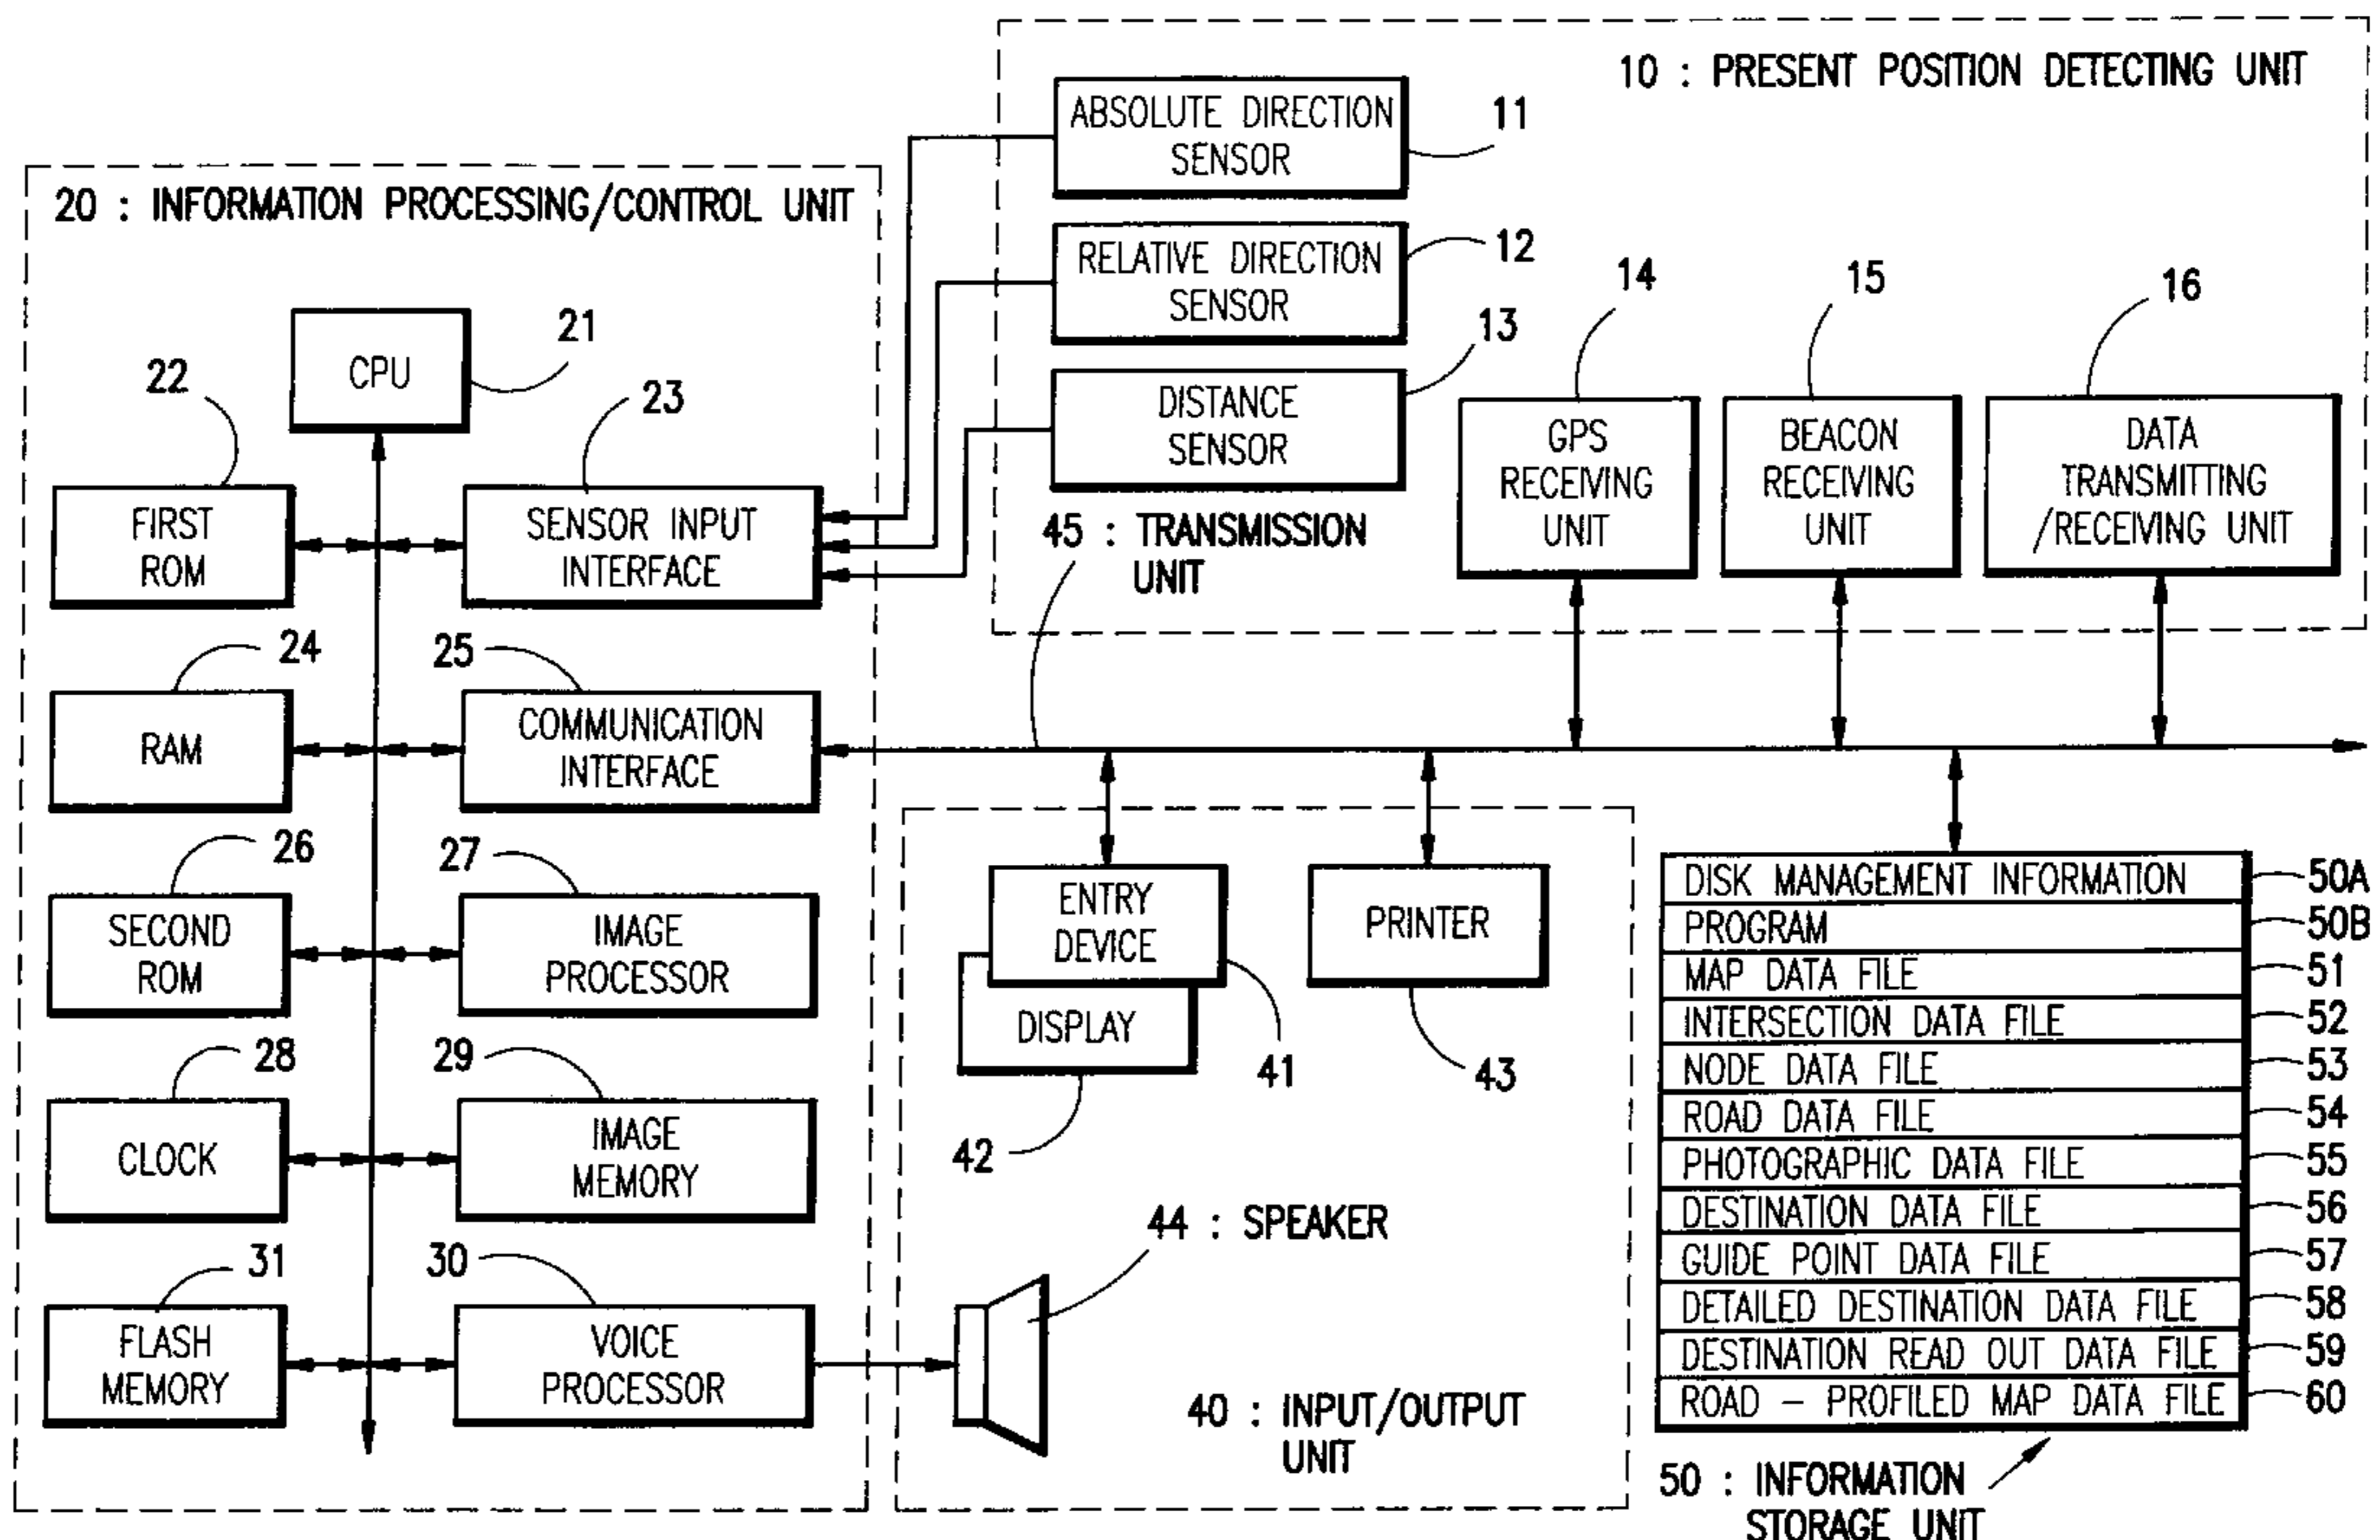 10 : PRESENT POSITION DETECTING UNIT
ABSOLUTE DIRECTION
SENSOR
11
RELATIVE DIRECTION
SENSOR
12
DISTANCE
SENSOR
13
GPS
RECEIVING
UNIT
14
BEACON
RECEIVING
UNIT
15
DATA
TRANSMITTING
/RECEIVING UNIT
16
20 : INFORMATION PROCESSING/CONTROL UNIT
CPU
21
22
FIRST
ROM
23
SENSOR INPUT
INTERFACE
24
RAM
25
COMMUNICATION
INTERFACE
26
SECOND
ROM
27
IMAGE
PROCESSOR
28
CLOCK
29
IMAGE
MEMORY
31
FLASH
MEMORY
30
VOICE
PROCESSOR
45 : TRANSMISSION
UNIT
ENTRY
DEVICE
41
DISPLAY
42
PRINTER
43
44 : SPEAKER
40 : INPUT/OUTPUT
UNIT
DISK MANAGEMENT INFORMATION 50A
PROGRAM 50B
MAP DATA FILE 51
INTERSECTION DATA FILE 52
NODE DATA FILE 53
ROAD DATA FILE 54
PHOTOGRAPHIC DATA FILE 55
DESTINATION DATA FILE 56
GUIDE POINT DATA FILE 57
DETAILED DESTINATION DATA FILE 58
DESTINATION READ OUT DATA FILE 59
ROAD - PROFILED MAP DATA FILE 60
50 : INFORMATION
STORAGE UNIT